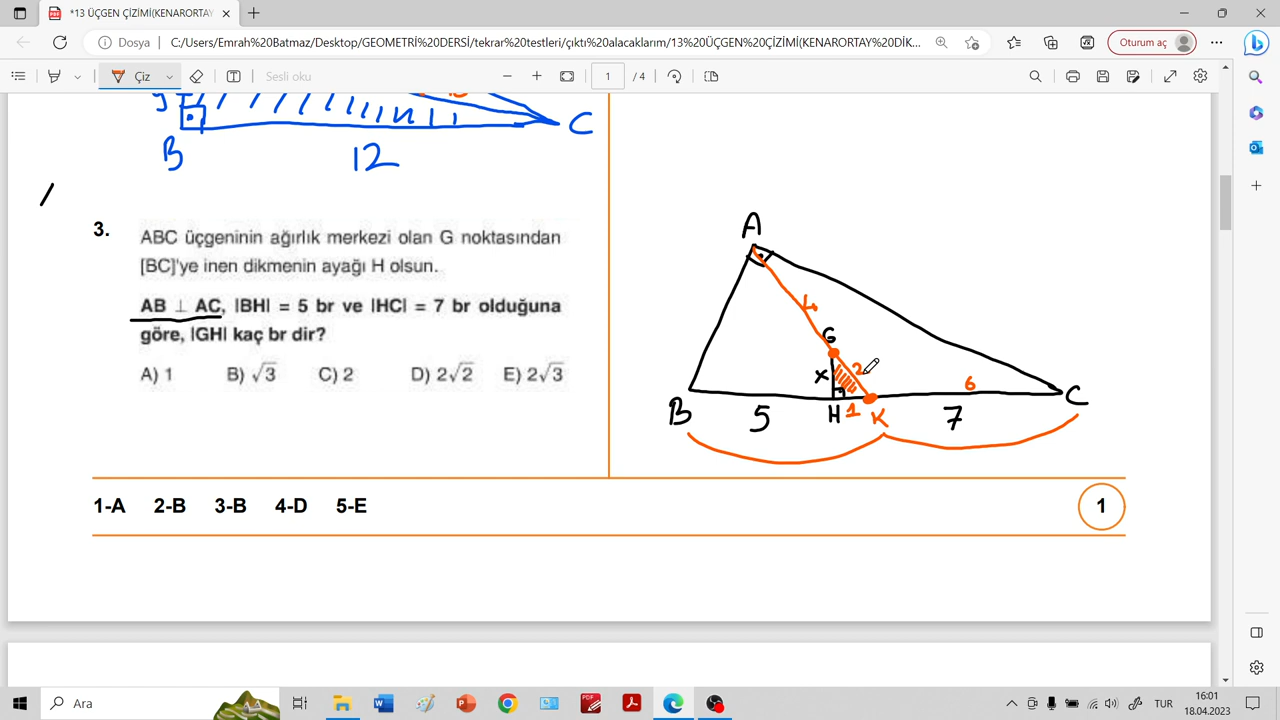 *13 ÜÇGEN ÇİZİMİ(KENARORTAY
Dosya
C:/Users/Emrah%20Batmaz/Desktop/GEOMETRİ%20DERSİ/tekrar%20testleri/çıktı%20alacaklarım/13%20ÜÇGEN%20ÇİZİMİ(KENARORTAY%20DİK...
Oturum aç
Çiz
Sesli oku
1
/ 4
C
B
12
3.
ABC üçgeninin ağırlık merkezi olan G noktasından
[BC]'ye inen dikmenin ayağı H olsun.
AB ⊥ AC, |BH| = 5 br ve |HC| = 7 br olduğuna
göre, |GH| kaç br dir?
A) 1 B) √3 C) 2 D) 2√2 E) 2√3
A
4
G
2
x
6
B
5
H
1
K
7
C
1-A 2-B 3-B 4-D 5-E
1
Ara
TUR
16:01
18.04.2023